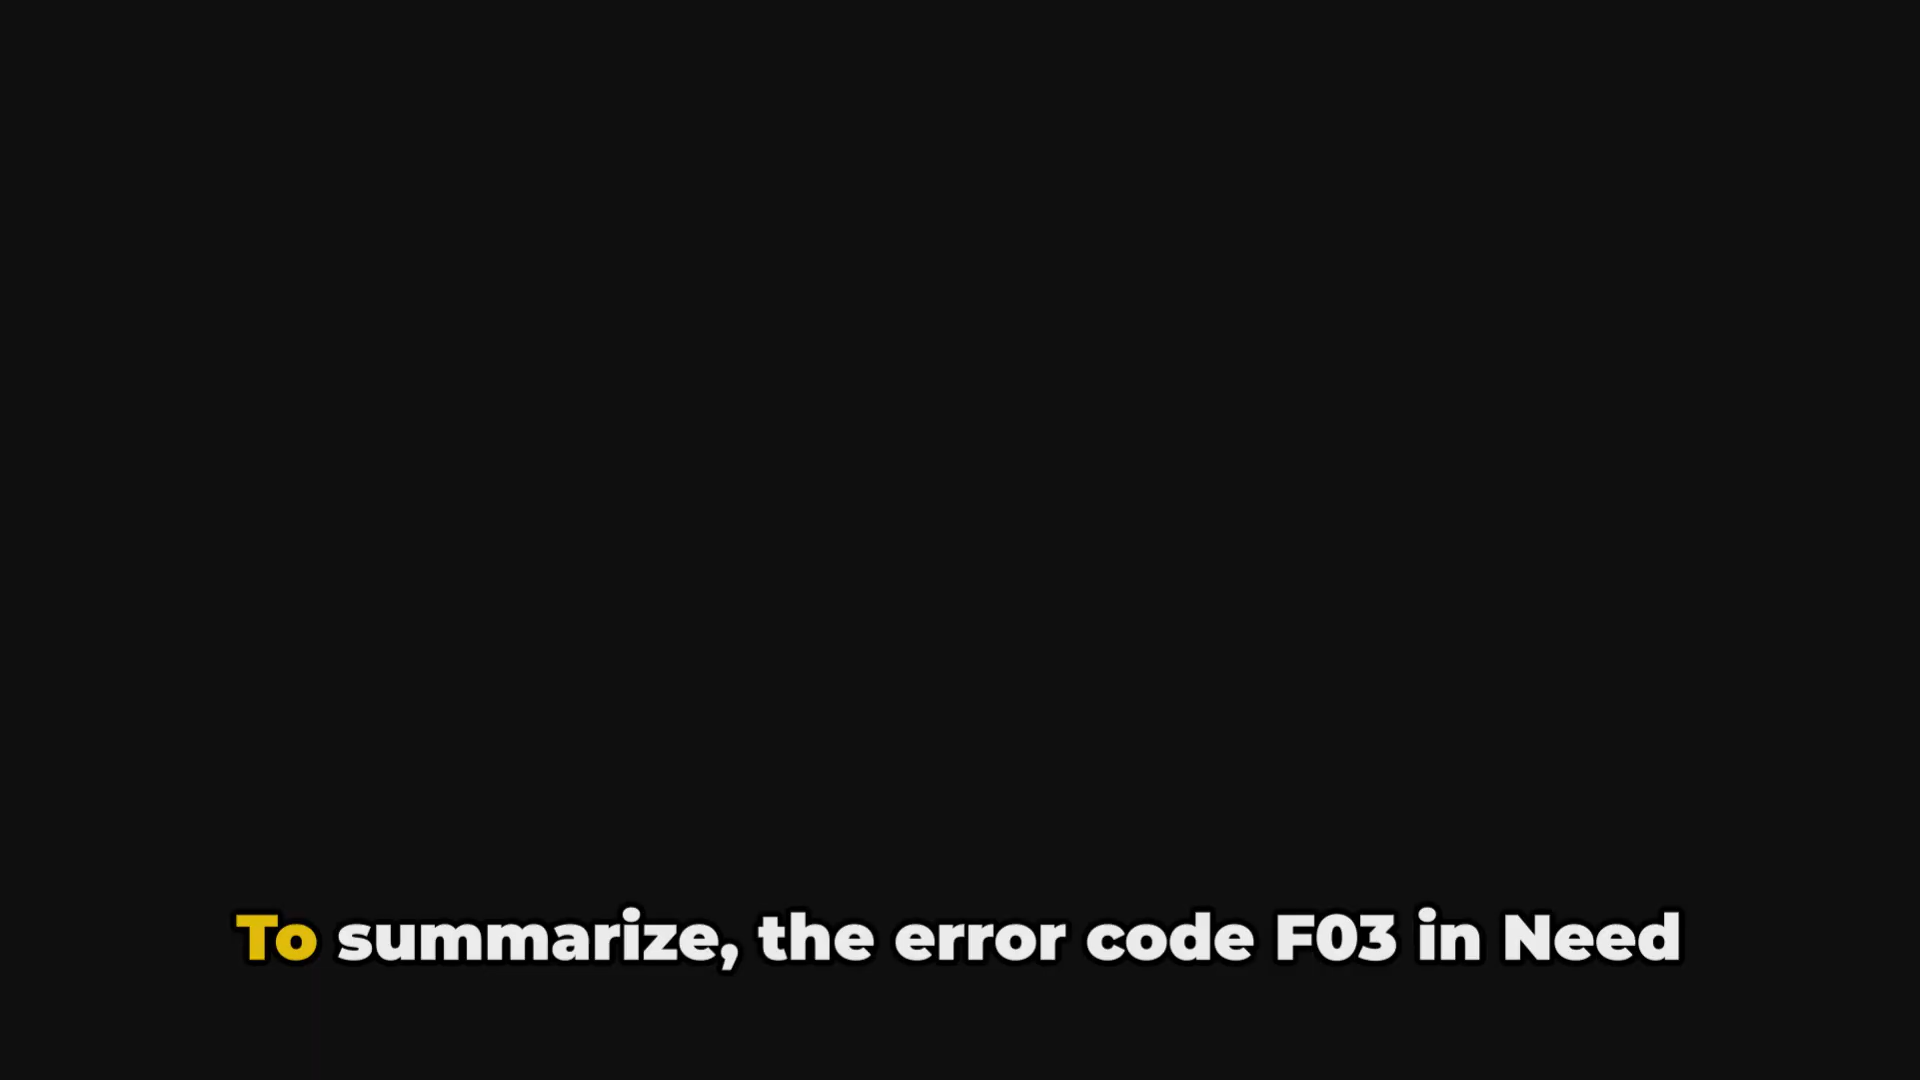 To summarize, the error code F03 in Need